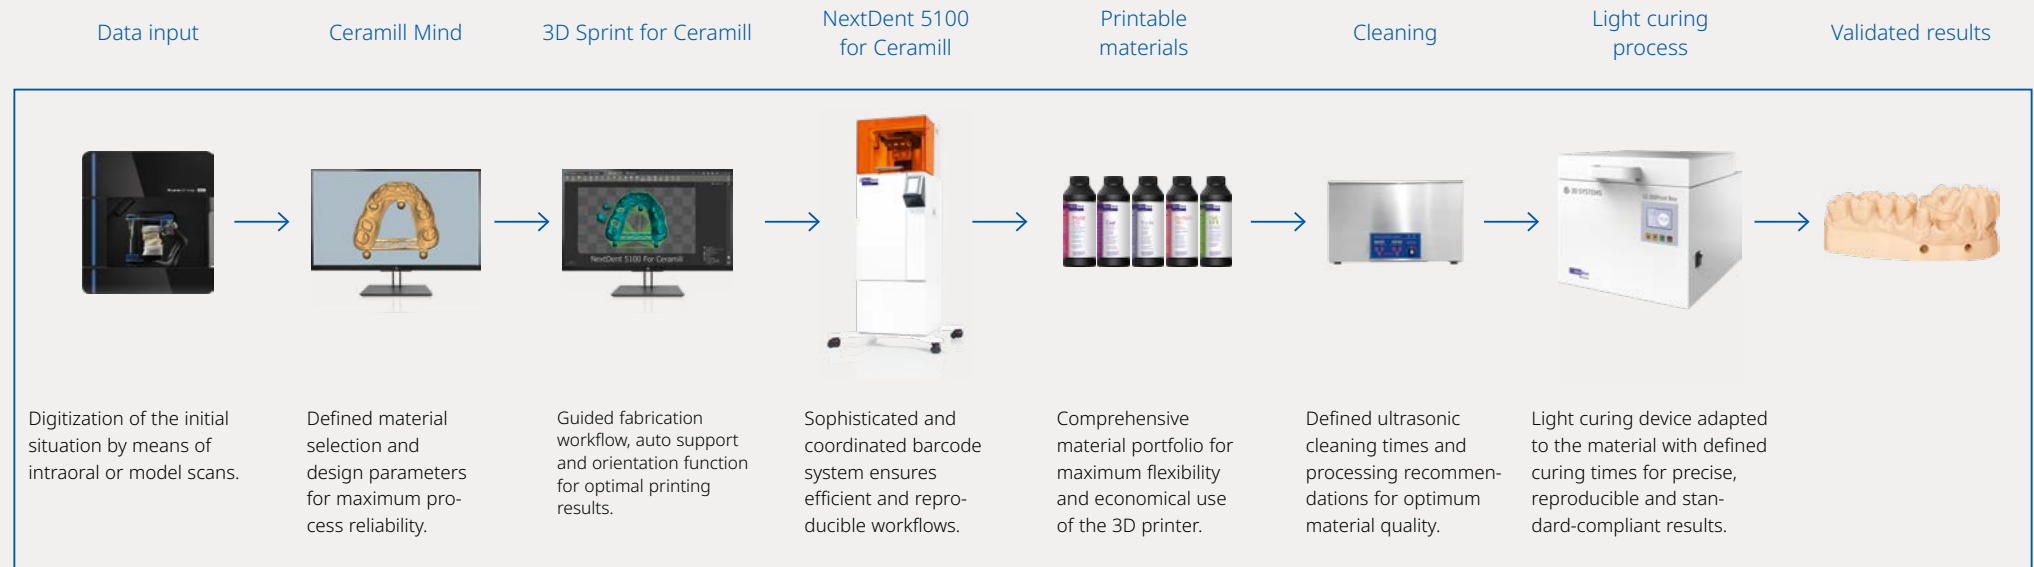 Data input
Ceramill Mind
3D Sprint for Ceramill
NextDent 5100
for Ceramill
Printable
materials
Cleaning
Light curing
process
Validated results
NextDent 5100 For Ceramill
3D SYSTEMS
Digitization of the initial
situation by means of
intraoral or model scans.
Defined material
selection and
design parameters
for maximum pro-
cess reliability.
Guided fabrication
workflow, auto support
and orientation function
for optimal printing
results.
Sophisticated and
coordinated barcode
system ensures
efficient and repro-
ducible workflows.
Comprehensive
material portfolio for
maximum flexibility
and economical use
of the 3D printer.
Defined ultrasonic
cleaning times and
processing recommen-
dations for optimum
material quality.
Light curing device adapted
to the material with defined
curing times for precise,
reproducible and stan-
dard-compliant results.